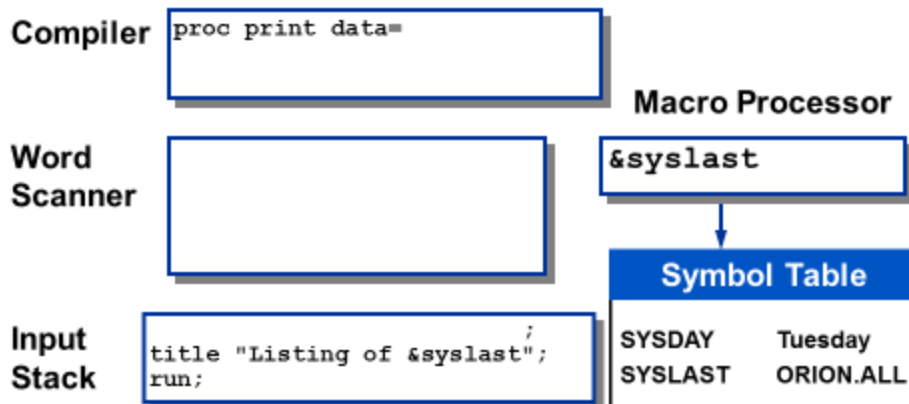 Compiler
proc print data=
Macro Processor
Word
Scanner
&syslast
Symbol Table
Input
Stack
;
title "Listing of &syslast";
run;
SYSDAY Tuesday
SYSLAST ORION.ALL